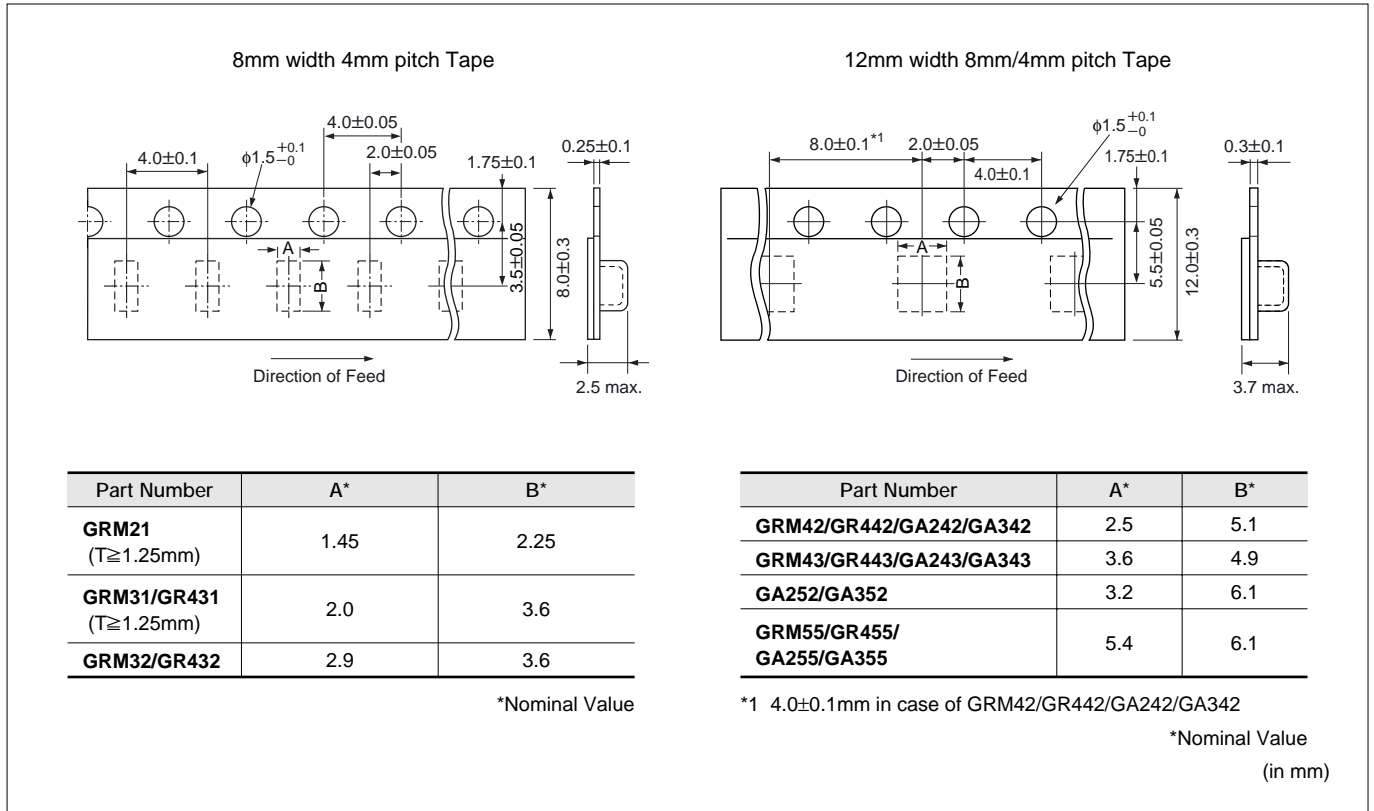 8mm width 4mm pitch Tape
4.0±0.1
φ1.5 +0.1 −0
4.0±0.05
2.0±0.05
1.75±0.1
0.25±0.1
A
B
3.5±0.05
8.0±0.3
Direction of Feed
2.5 max.
12mm width 8mm/4mm pitch Tape
8.0±0.1 *1
2.0±0.05
4.0±0.1
φ1.5 +0.1 −0
1.75±0.1
0.3±0.1
A
B
5.5±0.05
12.0±0.3
Direction of Feed
3.7 max.
Part Number A* B*
GRM21
(T≧1.25mm) 1.45 2.25
GRM31/GR431
(T≧1.25mm) 2.0 3.6
GRM32/GR432 2.9 3.6
*Nominal Value
Part Number A* B*
GRM42/GR442/GA242/GA342 2.5 5.1
GRM43/GR443/GA243/GA343 3.6 4.9
GA252/GA352 3.2 6.1
GRM55/GR455/
GA255/GA355 5.4 6.1
*1 4.0±0.1mm in case of GRM42/GR442/GA242/GA342
*Nominal Value
(in mm)